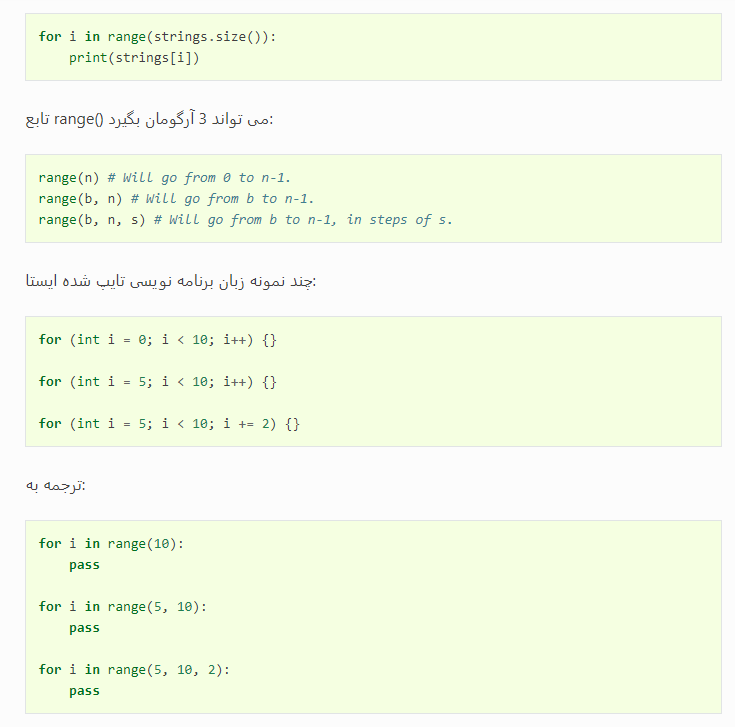 for i in range(strings.size()):
    print(strings[i])
تابع range() می تواند 3 آرگومان بگیرد:
range(n) # Will go from 0 to n-1.
range(b, n) # Will go from b to n-1.
range(b, n, s) # Will go from b to n-1, in steps of s.
چند نمونه زبان برنامه نویسی تایپ شده ایستا:
for (int i = 0; i < 10; i++) {}
for (int i = 5; i < 10; i++) {}
for (int i = 5; i < 10; i += 2) {}
ترجمه به:
for i in range(10):
    pass
for i in range(5, 10):
    pass
for i in range(5, 10, 2):
    pass